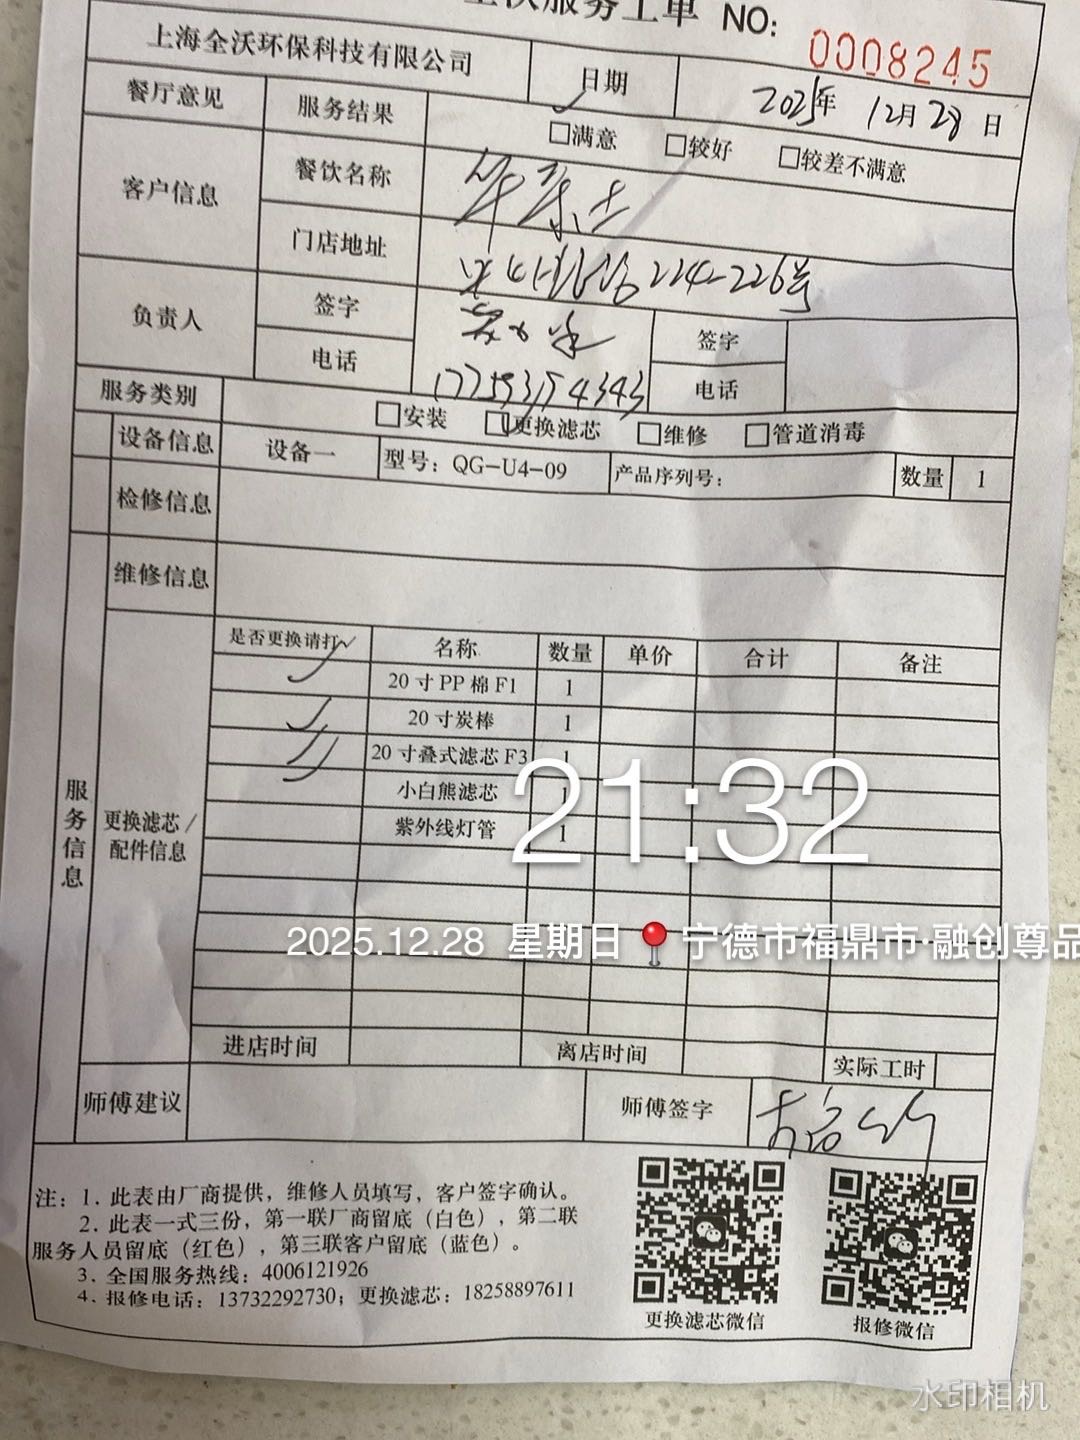 服务工单 NO: 0008245
上海全沃环保科技有限公司 日期 2025年 12月 28 日
餐厅意见 服务结果 □满意 □较好 □较差不满意
客户信息 餐饮名称 华莱士
门店地址 224-226号
负责人 签字 签字
电话 电话
服务类别 □安装 □更换滤芯 □维修 □管道消毒
设备信息 设备一 型号：QG-U4-09 产品序列号： 数量 1
检修信息
维修信息
是否更换请打✓ 名称 数量 单价 合计 备注
20寸PP棉F1 1
20寸炭棒 1
20寸叠式滤芯F3 1
小白熊滤芯 1
紫外线灯管 1
服务信息
更换滤芯/
配件信息
21:32
2025.12.28 星期日 宁德市福鼎市·融创尊品
进店时间 离店时间 实际工时
师傅建议 师傅签字
注：1. 此表由厂商提供，维修人员填写，客户签字确认。
2. 此表一式三份，第一联厂商留底（白色），第二联
服务人员留底（红色），第三联客户留底（蓝色）。
3. 全国服务热线：4006121926
4. 报修电话：13732292730；更换滤芯：18258897611
更换滤芯微信 报修微信
水印相机